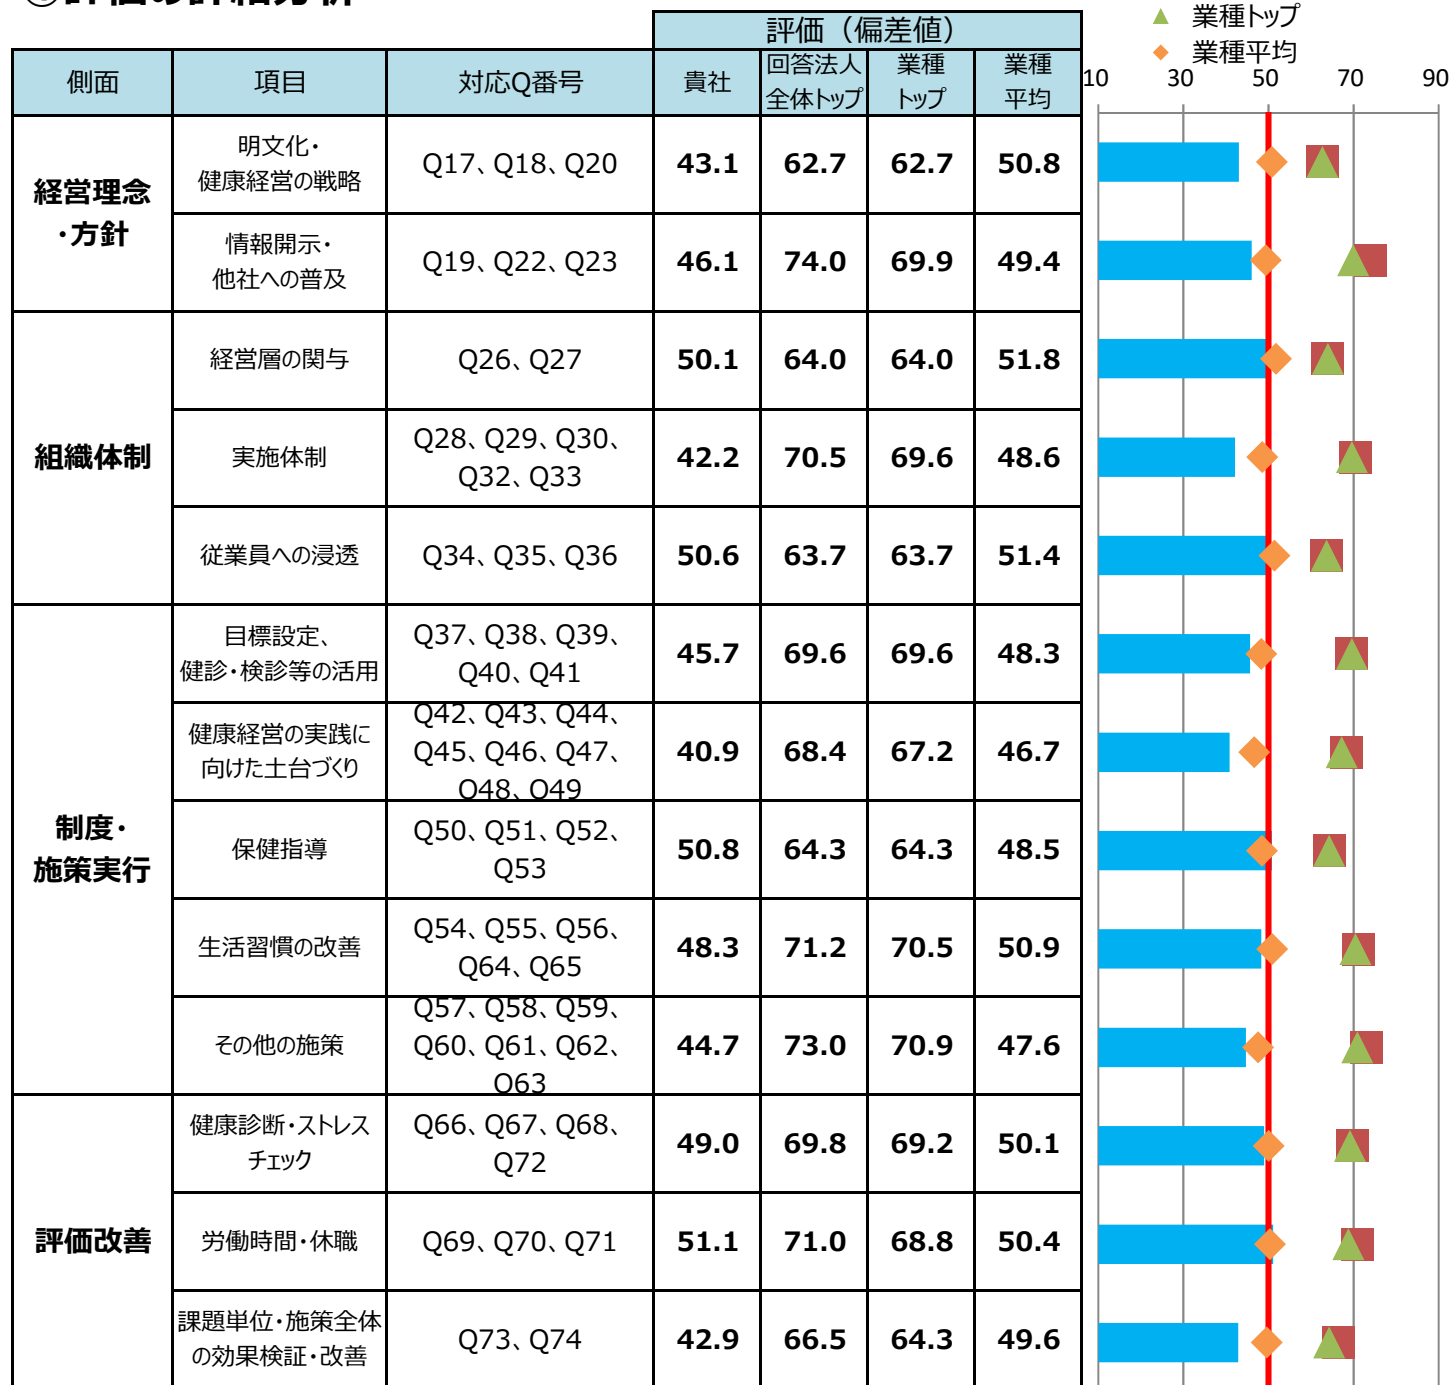 ▲ 業種トップ
◆ 業種平均
評価（偏差値）
側面 項目 対応Q番号 貴社 回答法人 業種 業種
全体トップ トップ 平均
10 30 50 70 90
経営理念
・方針
明文化・
健康経営の戦略
Q17、Q18、Q20 43.1 62.7 62.7 50.8
情報開示・
他社への普及
Q19、Q22、Q23 46.1 74.0 69.9 49.4
組織体制
経営層の関与 Q26、Q27 50.1 64.0 64.0 51.8
実施体制
Q28、Q29、Q30、
Q32、Q33
42.2 70.5 69.6 48.6
従業員への浸透 Q34、Q35、Q36 50.6 63.7 63.7 51.4
制度・
施策実行
目標設定、
健診・検診等の活用
Q37、Q38、Q39、
Q40、Q41
45.7 69.6 69.6 48.3
健康経営の実践に
向けた土台づくり
Q42、Q43、Q44、
Q45、Q46、Q47、
Q48、Q49
40.9 68.4 67.2 46.7
保健指導
Q50、Q51、Q52、
Q53
50.8 64.3 64.3 48.5
生活習慣の改善
Q54、Q55、Q56、
Q64、Q65
48.3 71.2 70.5 50.9
その他の施策
Q57、Q58、Q59、
Q60、Q61、Q62、
Q63
44.7 73.0 70.9 47.6
評価改善
健康診断・ストレス
チェック
Q66、Q67、Q68、
Q72
49.0 69.8 69.2 50.1
労働時間・休職 Q69、Q70、Q71 51.1 71.0 68.8 50.4
課題単位・施策全体
の効果検証・改善
Q73、Q74 42.9 66.5 64.3 49.6